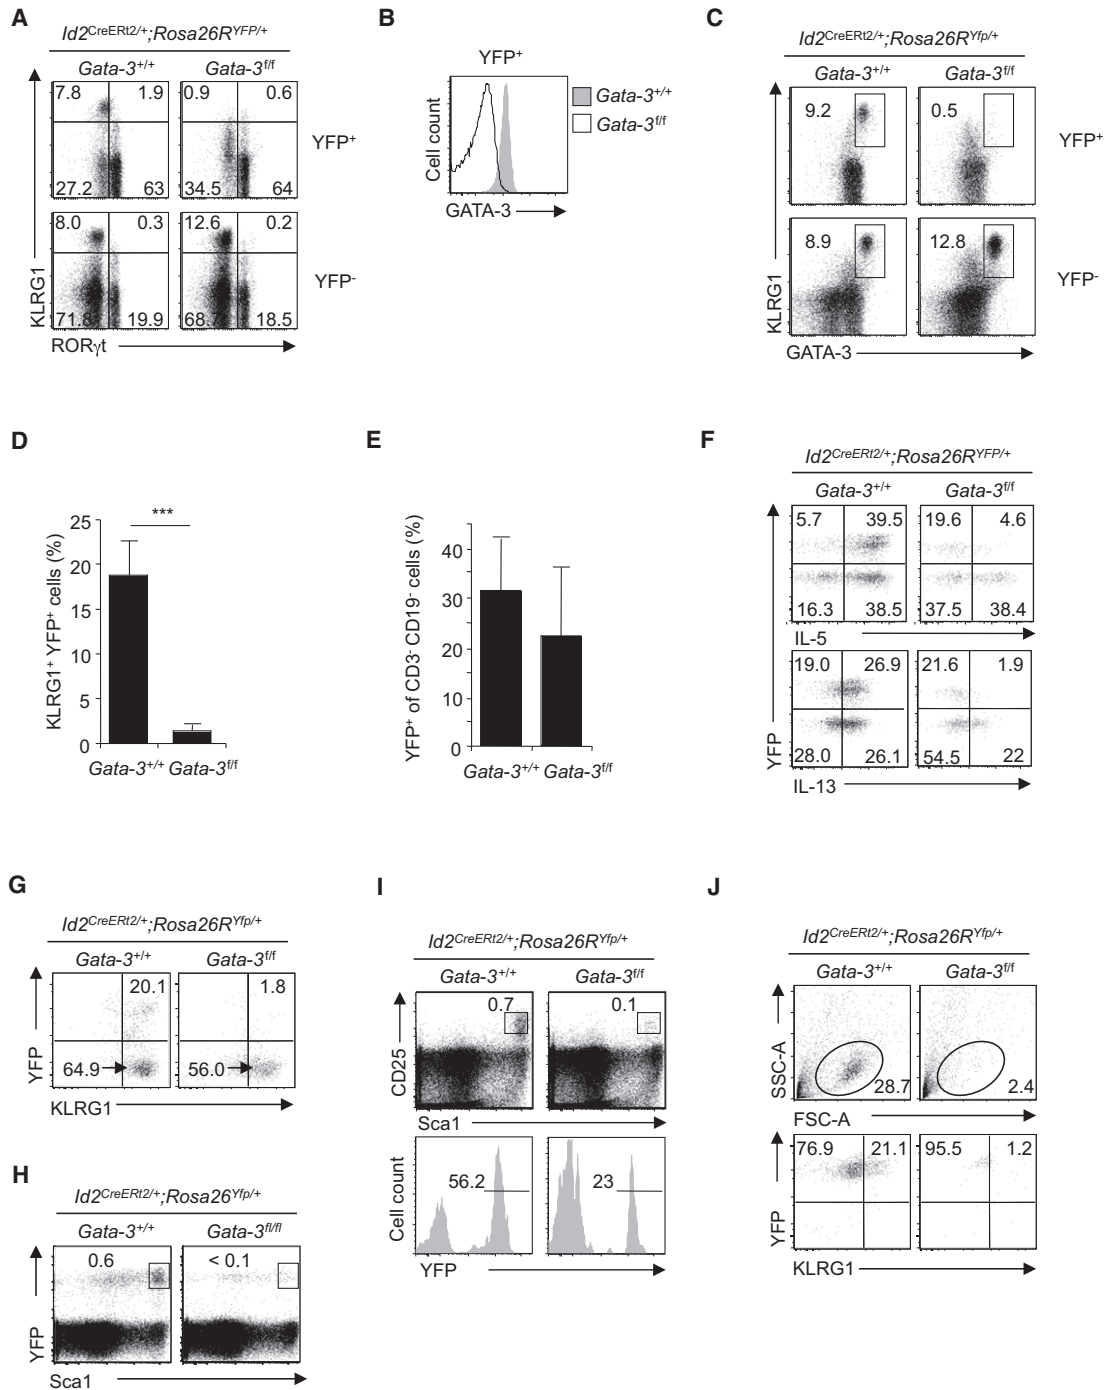 A
Id2CreERt2/+;Rosa26RYFP/+
Gata-3+/+ Gata-3f/f
7.8 1.9 0.9 0.6
YFP+
27.2 63 34.5 64
8.0 0.3 12.6 0.2
YFP-
71.8 19.9 68.7 18.5
KLRG1
RORγt
B
YFP+
Gata-3+/+
Gata-3f/f
Cell count
GATA-3
C
Id2CreERt2/+;Rosa26RYfp/+
Gata-3+/+ Gata-3f/f
9.2 0.5
YFP+
8.9 12.8
YFP-
KLRG1
GATA-3
D
***
25
20
15
10
5
0
KLRG1+ YFP+ cells (%)
Gata-3+/+ Gata-3f/f
E
40
30
20
10
0
YFP+ of CD3- CD19- cells (%)
Gata-3+/+ Gata-3f/f
F
Id2CreERt2/+;Rosa26RYFP/+
Gata-3+/+ Gata-3f/f
5.7 39.5 19.6 4.6
16.3 38.5 37.5 38.4
IL-5
19.0 26.9 21.6 1.9
28.0 26.1 54.5 22
YFP
IL-13
G
Id2CreERt2/+;Rosa26RYfp/+
Gata-3+/+ Gata-3f/f
20.1 1.8
64.9 56.0
YFP
KLRG1
H
Id2CreERt2/+;Rosa26Yfp/+
Gata-3+/+ Gata-3fl/fl
0.6 < 0.1
YFP
Sca1
I
Id2CreERt2/+;Rosa26RYfp/+
Gata-3+/+ Gata-3f/f
0.7 0.1
CD25
Sca1
56.2 23
Cell count
YFP
J
Id2CreERt2/+;Rosa26RYfp/+
Gata-3+/+ Gata-3f/f
SSC-A
28.7 2.4
FSC-A
76.9 21.1 95.5 1.2
YFP
KLRG1